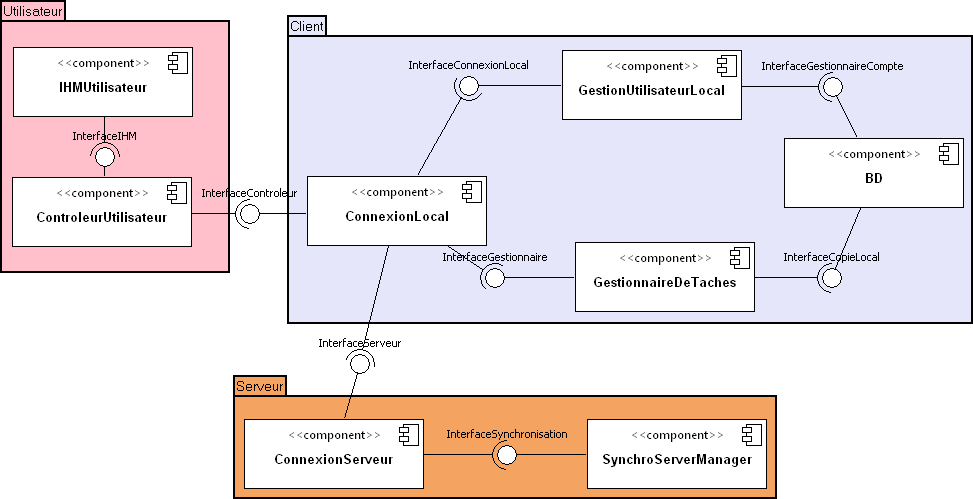 Utilisateur
<<component>>
IHMUtilisateur
InterfaceIHM
<<component>>
ControleurUtilisateur
InterfaceControleur
Client
InterfaceConnexionLocal
<<component>>
GestionUtilisateurLocal
InterfaceGestionnaireCompte
<<component>>
BD
<<component>>
ConnexionLocal
InterfaceGestionnaire
<<component>>
GestionnaireDeTaches
InterfaceCopieLocal
InterfaceServeur
Serveur
<<component>>
ConnexionServeur
InterfaceSynchronisation
<<component>>
SynchroServerManager